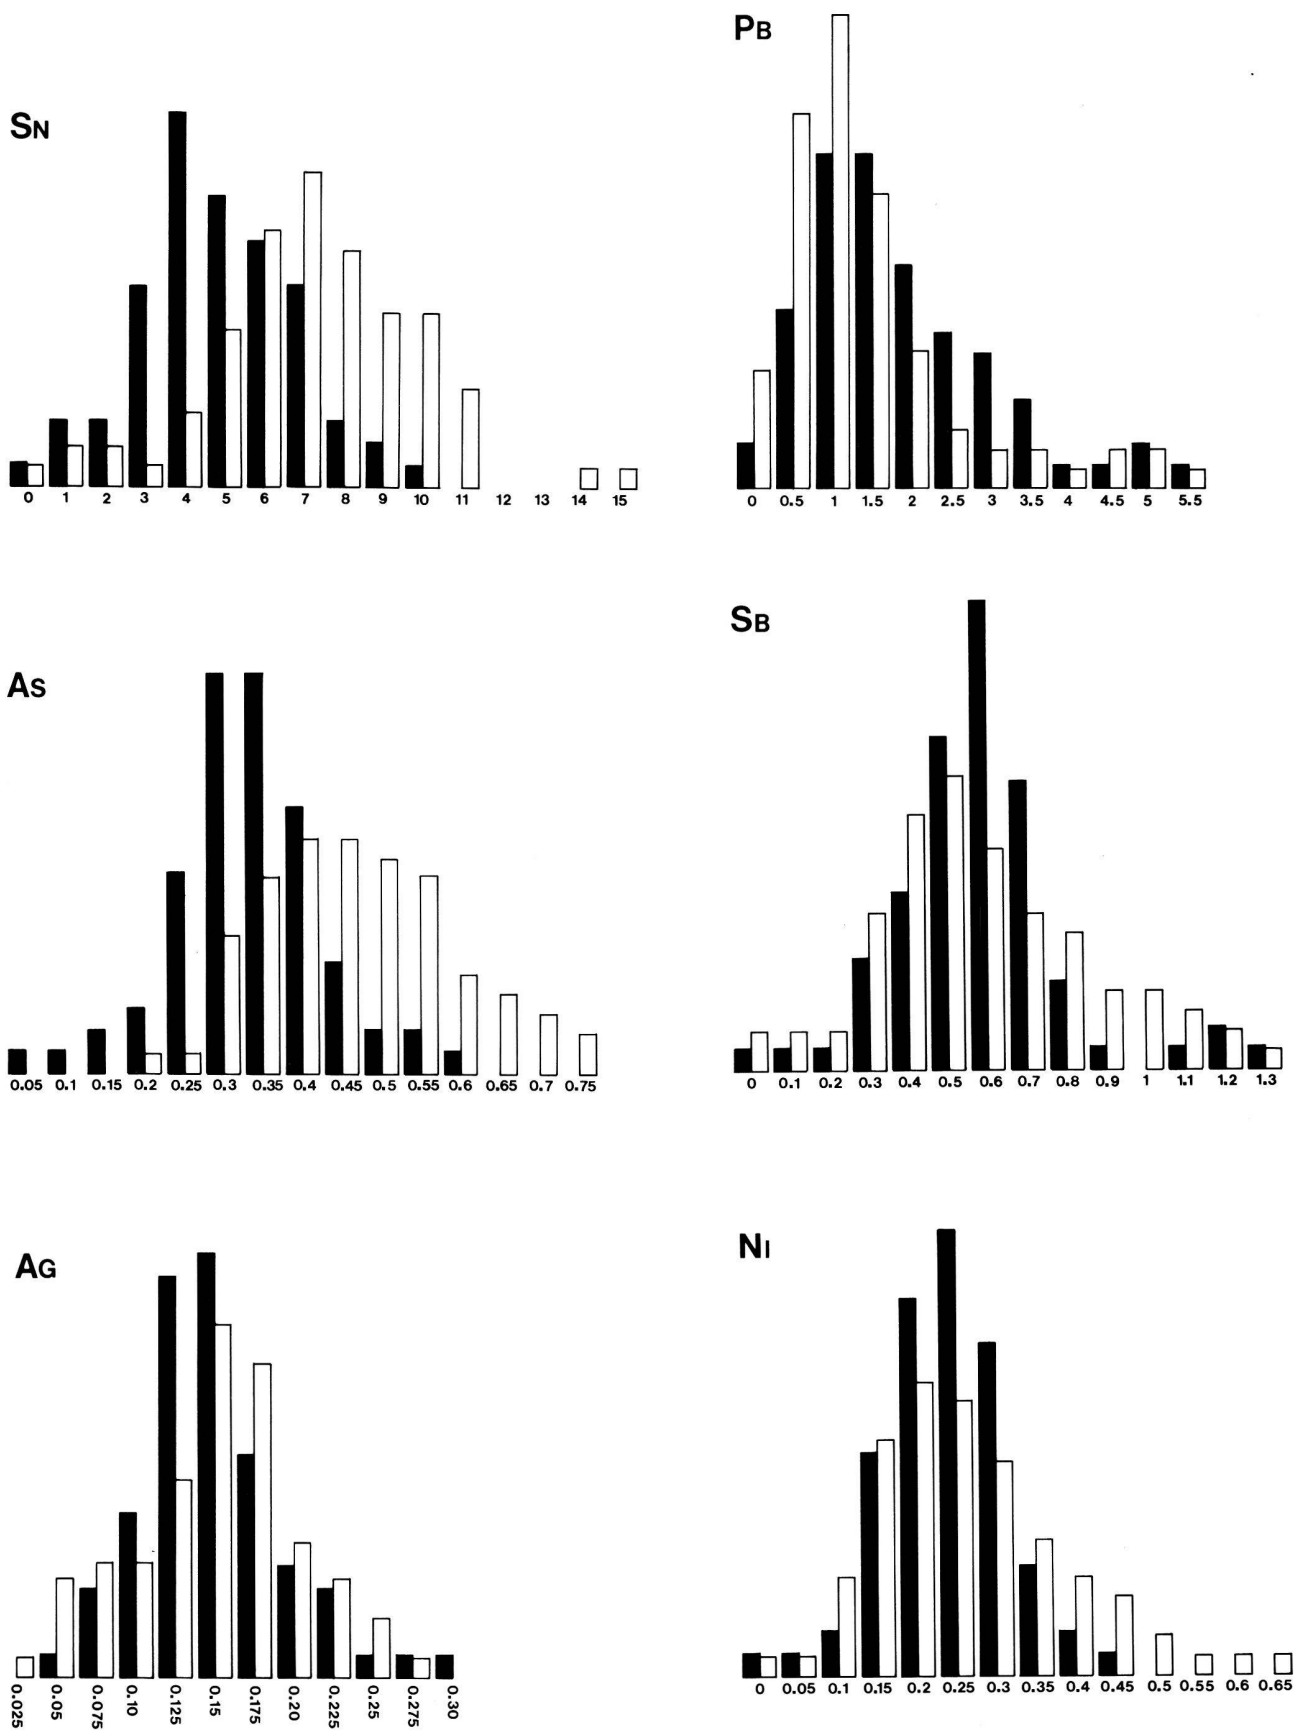 PB
SN
0 1 2 3 4 5 6 7 8 9 10 11 12 13 14 15
0 0.5 1 1.5 2 2.5 3 3.5 4 4.5 5 5.5
SB
AS
0.05 0.1 0.15 0.2 0.25 0.3 0.35 0.4 0.45 0.5 0.55 0.6 0.65 0.7 0.75
0 0.1 0.2 0.3 0.4 0.5 0.6 0.7 0.8 0.9 1 1.1 1.2 1.3
NI
AG
0.025 0.05 0.075 0.10 0.125 0.15 0.175 0.20 0.225 0.25 0.275 0.30
0 0.05 0.1 0.15 0.2 0.25 0.3 0.35 0.4 0.45 0.5 0.55 0.6 0.65